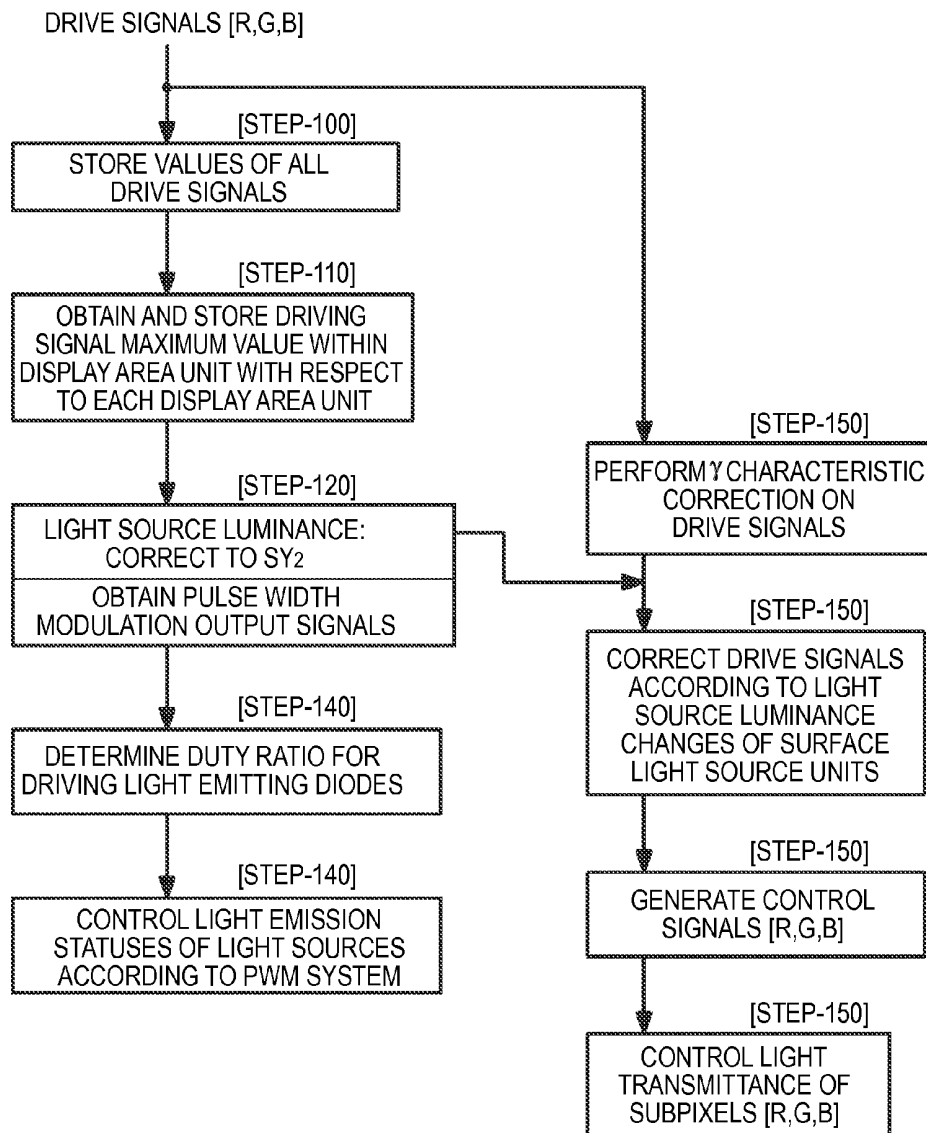 DRIVE SIGNALS [R,G,B]
[STEP-100]
STORE VALUES OF ALL
DRIVE SIGNALS
[STEP-110]
OBTAIN AND STORE DRIVING
SIGNAL MAXIMUM VALUE WITHIN
DISPLAY AREA UNIT WITH RESPECT
TO EACH DISPLAY AREA UNIT
[STEP-120]
LIGHT SOURCE LUMINANCE:
CORRECT TO SY2
OBTAIN PULSE WIDTH
MODULATION OUTPUT SIGNALS
[STEP-140]
DETERMINE DUTY RATIO FOR
DRIVING LIGHT EMITTING DIODES
[STEP-140]
CONTROL LIGHT EMISSION
STATUSES OF LIGHT SOURCES
ACCORDING TO PWM SYSTEM
[STEP-150]
PERFORM γ CHARACTERISTIC
CORRECTION ON
DRIVE SIGNALS
[STEP-150]
CORRECT DRIVE SIGNALS
ACCORDING TO LIGHT
SOURCE LUMINANCE
CHANGES OF SURFACE
LIGHT SOURCE UNITS
[STEP-150]
GENERATE CONTROL
SIGNALS [R,G,B]
[STEP-150]
CONTROL LIGHT
TRANSMITTANCE OF
SUBPIXELS [R,G,B]